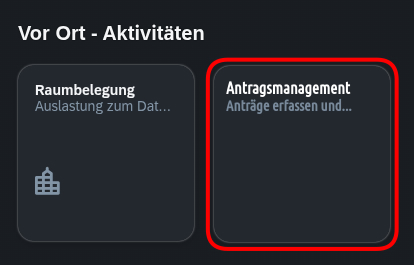 Vor Ort - Aktivitäten
Raumbelegung
Auslastung zum Dat...
Antragsmanagement
Anträge erfassen und...